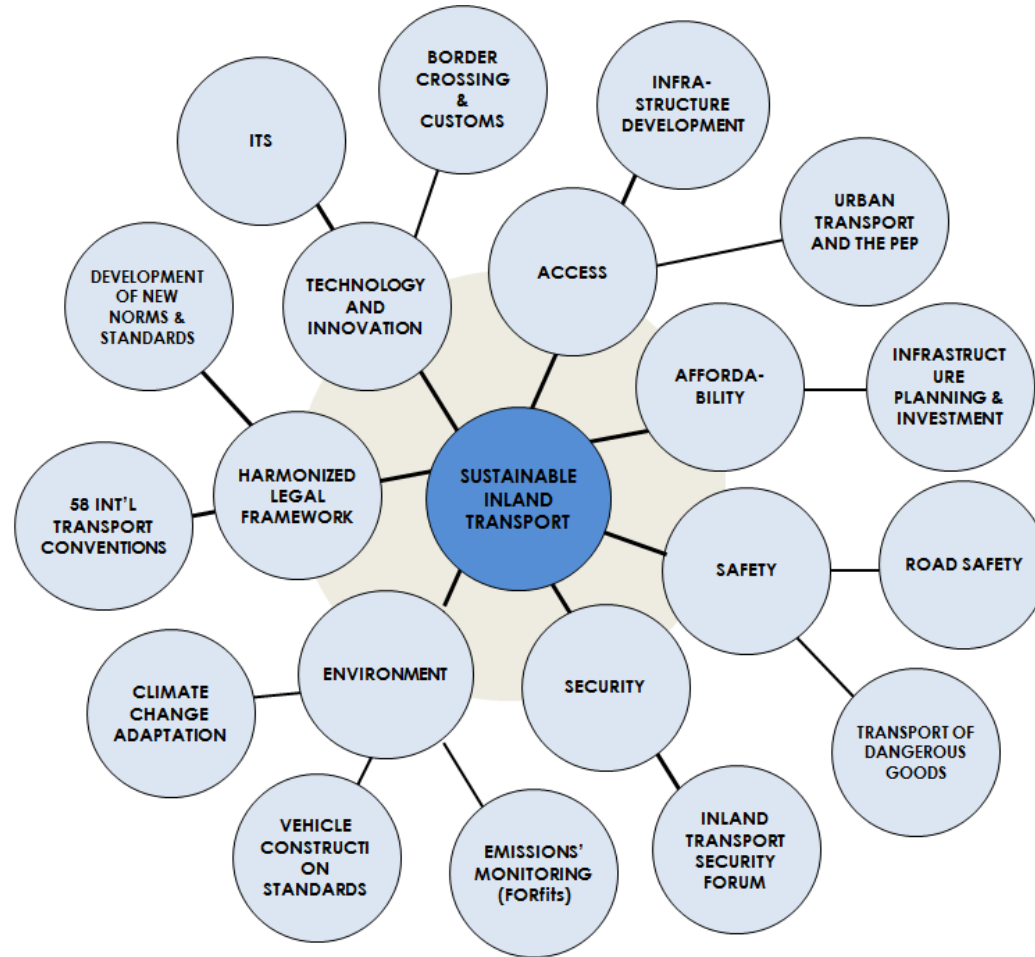 BORDER
CROSSING
&
CUSTOMS
INFRA-
STRUCTURE
DEVELOPMENT
ITS
URBAN
TRANSPORT
AND THE PEP
DEVELOPMENT
OF NEW
NORMS &
STANDARDS
TECHNOLOGY
AND
INNOVATION
ACCESS
AFFORDA-
BILITY
INFRASTRUCT
URE
PLANNING &
INVESTMENT
HARMONIZED
LEGAL
FRAMEWORK
SUSTAINABLE
INLAND
TRANSPORT
58 INT'L
TRANSPORT
CONVENTIONS
SAFETY
ROAD SAFETY
ENVIRONMENT
SECURITY
CLIMATE
CHANGE
ADAPTATION
TRANSPORT OF
DANGEROUS
GOODS
VEHICLE
CONSTRUCTI
ON
STANDARDS
EMISSIONS'
MONITORING
(FORfits)
INLAND
TRANSPORT
SECURITY
FORUM